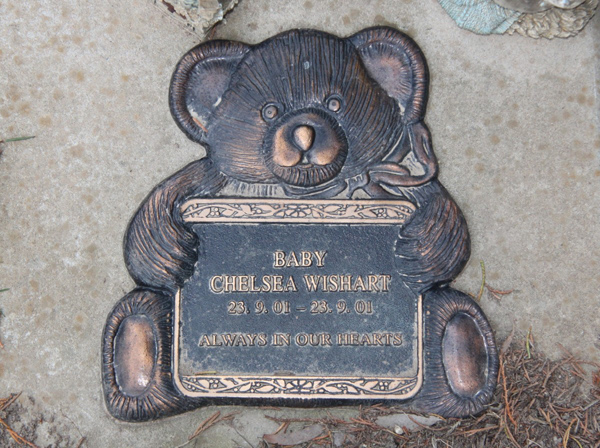 BABY
CHELSEA WISHART
23. 9. 01 - 23. 9. 01
ALWAYS IN OUR HEARTS